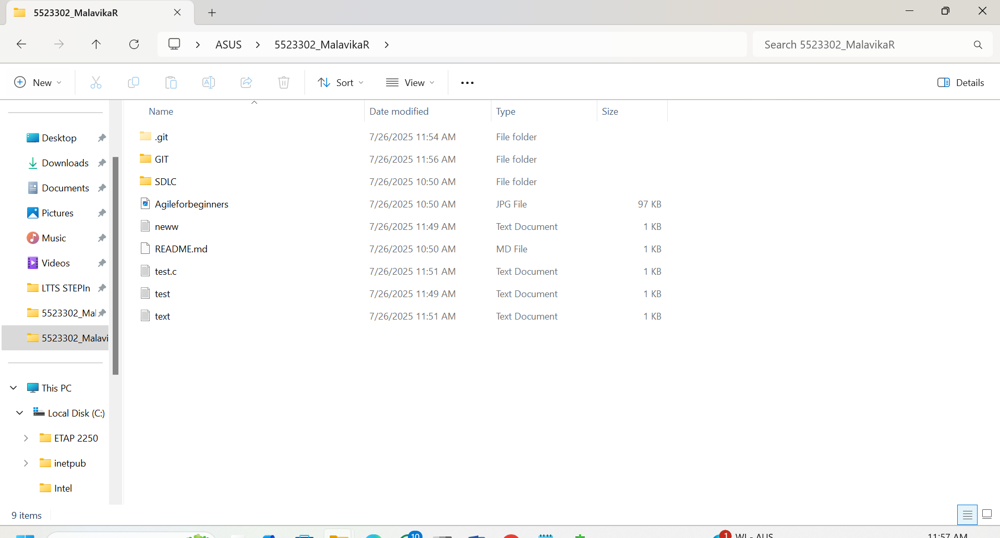 5523302_MalavikaR
ASUS 5523302_MalavikaR
Search 5523302_MalavikaR
New Sort View Details
Name Date modified Type Size
Desktop
Downloads
Documents
Pictures
Music
Videos
LTTS STEPIn
5523302_Mal
5523302_Malavi
This PC
Local Disk (C:)
ETAP 2250
inetpub
Intel
.git 7/26/2025 11:54 AM File folder
GIT 7/26/2025 11:56 AM File folder
SDLC 7/26/2025 10:50 AM File folder
Agileforbeginners 7/26/2025 10:50 AM JPG File 97 KB
neww 7/26/2025 11:49 AM Text Document 1 KB
README.md 7/26/2025 10:50 AM MD File 1 KB
test.c 7/26/2025 11:51 AM Text Document 1 KB
test 7/26/2025 11:49 AM Text Document 1 KB
text 7/26/2025 11:51 AM Text Document 1 KB
9 items
10 1 WI - AUS 11:57 AM